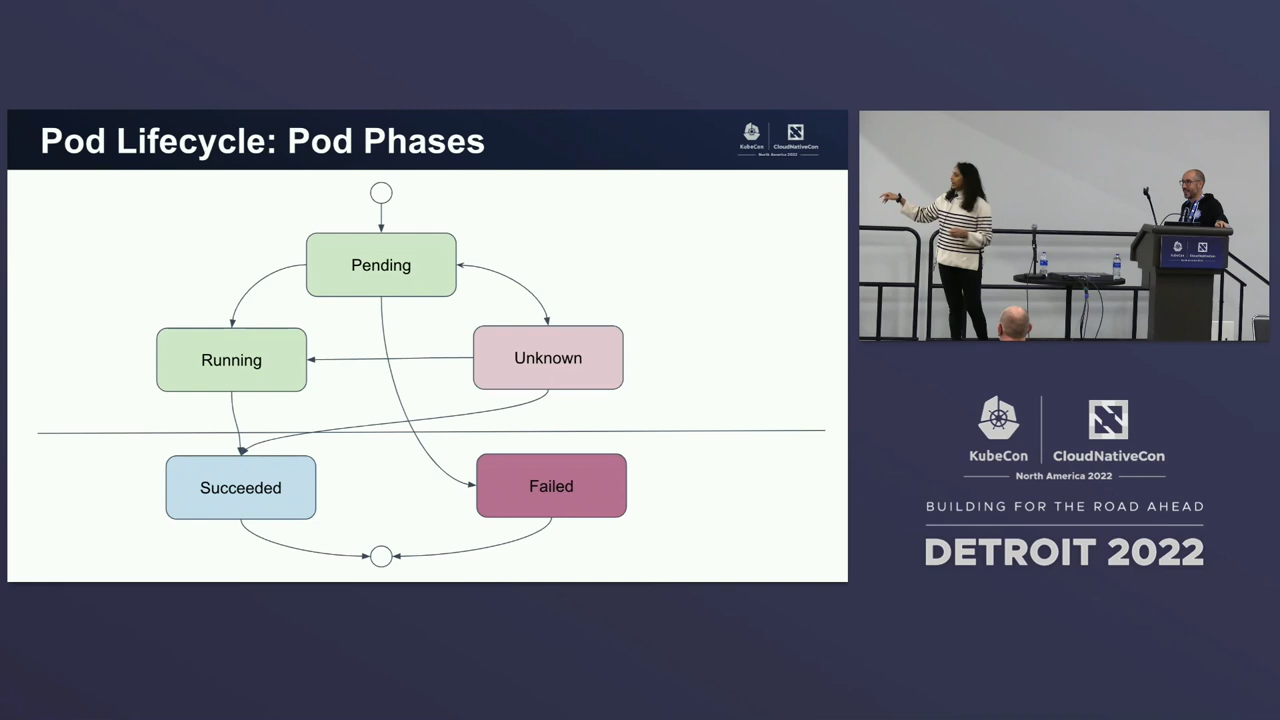 Pod Lifecycle: Pod Phases
KubeCon
CloudNativeCon
North America 2022
Pending
Running
Unknown
Succeeded
Failed
KubeCon
CloudNativeCon
North America 2022
BUILDING FOR THE ROAD AHEAD
DETROIT 2022